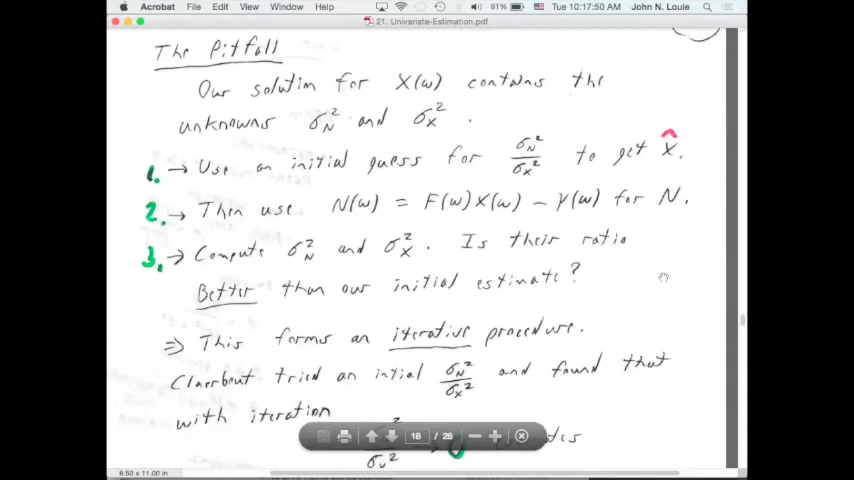 Acrobat File Edit View Window Help 91% Tue 10:17:50 AM John N. Louie
21. Univariate-Estimation.pdf
The Pitfall
Our solution for X(ω) contains the
unknowns σN² and σX².
1. → Use an initial guess for σN²/σX² to get X̂.
2. → Then use N(ω) = F(ω)X(ω) − Y(ω) for N.
3. → Compute σN² and σX². Is their ratio
Better than our initial estimate?
⇒ This forms an iterative procedure.
Claerbout tried an intial σN²/σX² and found that
with iteration
18 / 26
8.50 x 11.00 in